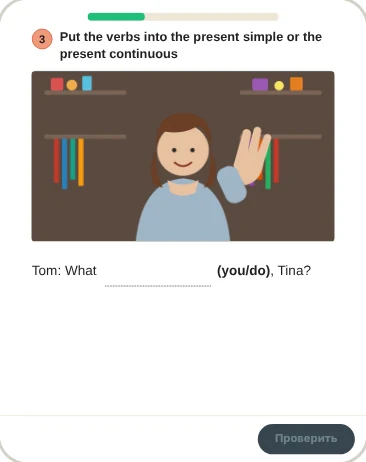 3
Put the verbs into the present simple or the
present continuous
Tom: What (you/do), Tina?
Проверить